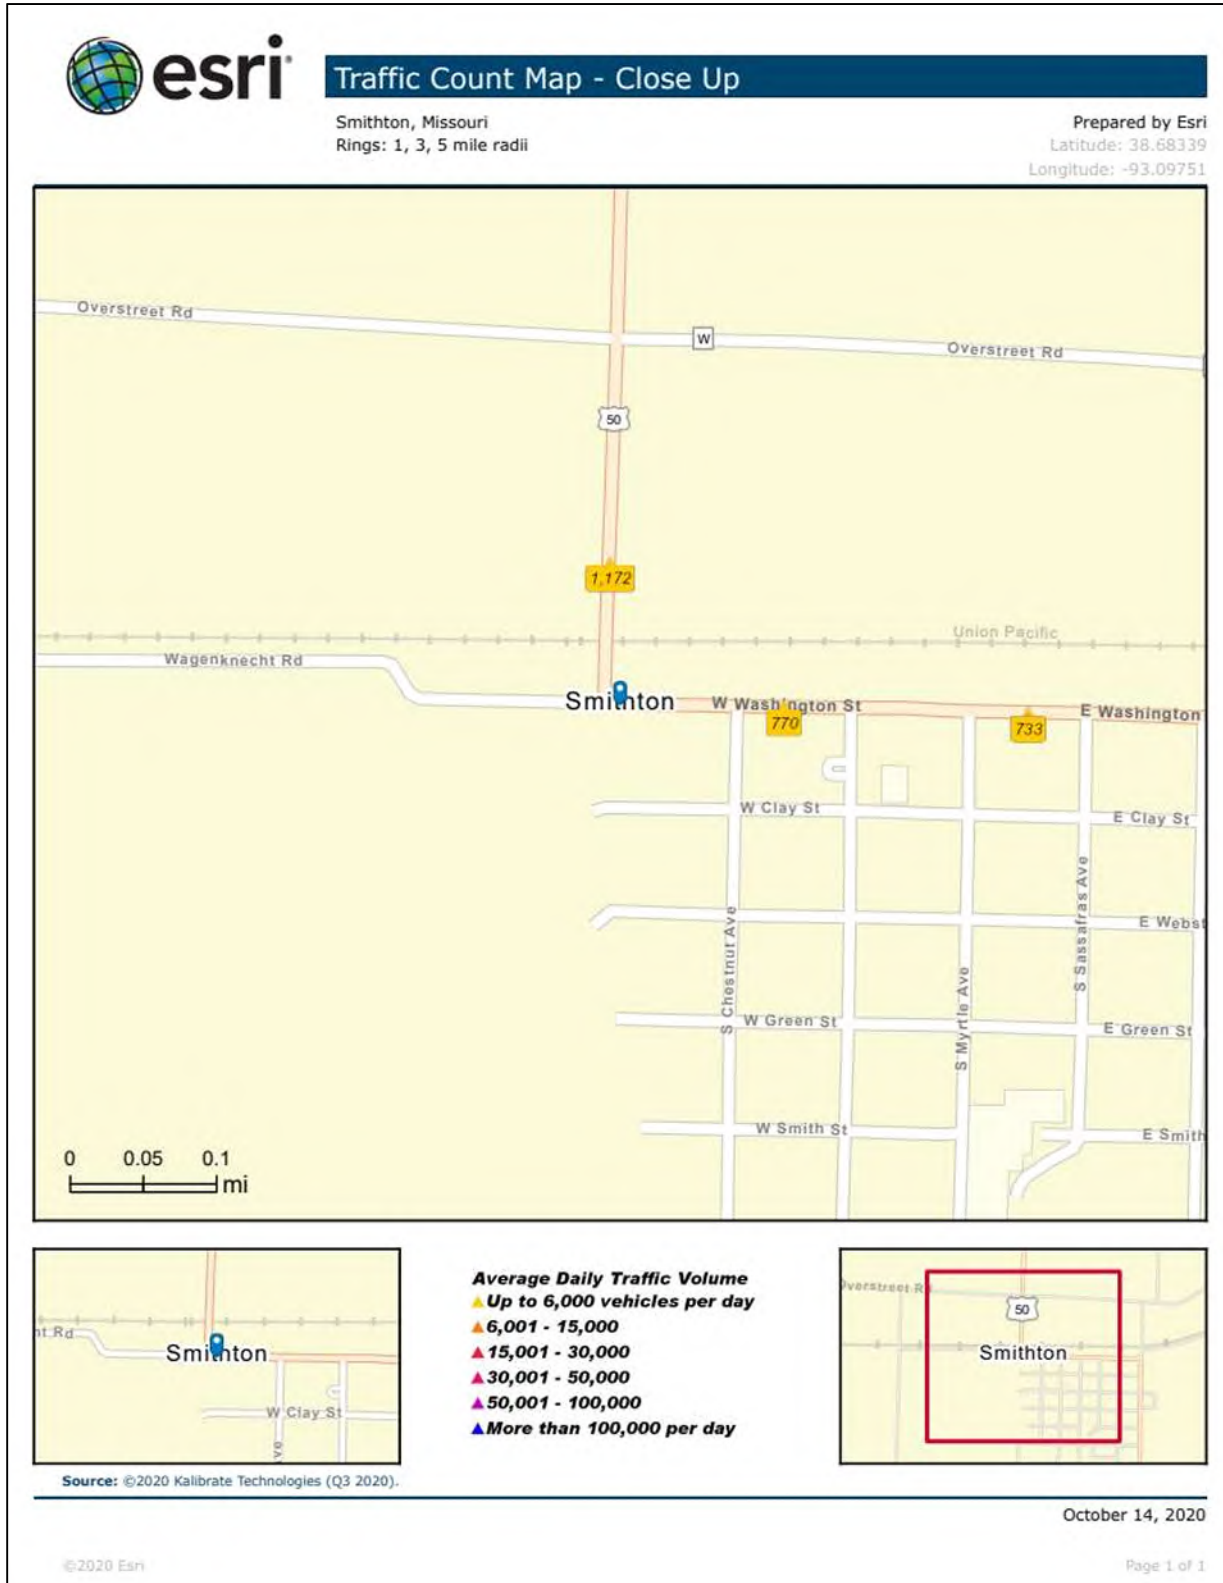 esri
Traffic Count Map - Close Up
Smithton, Missouri
Rings: 1, 3, 5 mile radii
Prepared by Esri
Latitude: 38.68339
Longitude: -93.09751
Overstreet Rd
W
Overstreet Rd
50
1,172
Union Pacific
Wagenknecht Rd
Smithton
W Washington St
E Washington
770
733
W Clay St
E Clay St
S Sassafras Ave
S Chestnut Ave
E Webst
S Myrtle Ave
W Green St
E Green St
W Smith St
E Smith
0 0.05 0.1
mi
nt Rd
Smithton
W Clay St
ve
Average Daily Traffic Volume
Up to 6,000 vehicles per day
6,001 - 15,000
15,001 - 30,000
30,001 - 50,000
50,001 - 100,000
More than 100,000 per day
Overstreet Rd
50
Smithton
Source: ©2020 Kalibrate Technologies (Q3 2020).
October 14, 2020
©2020 Esri
Page 1 of 1